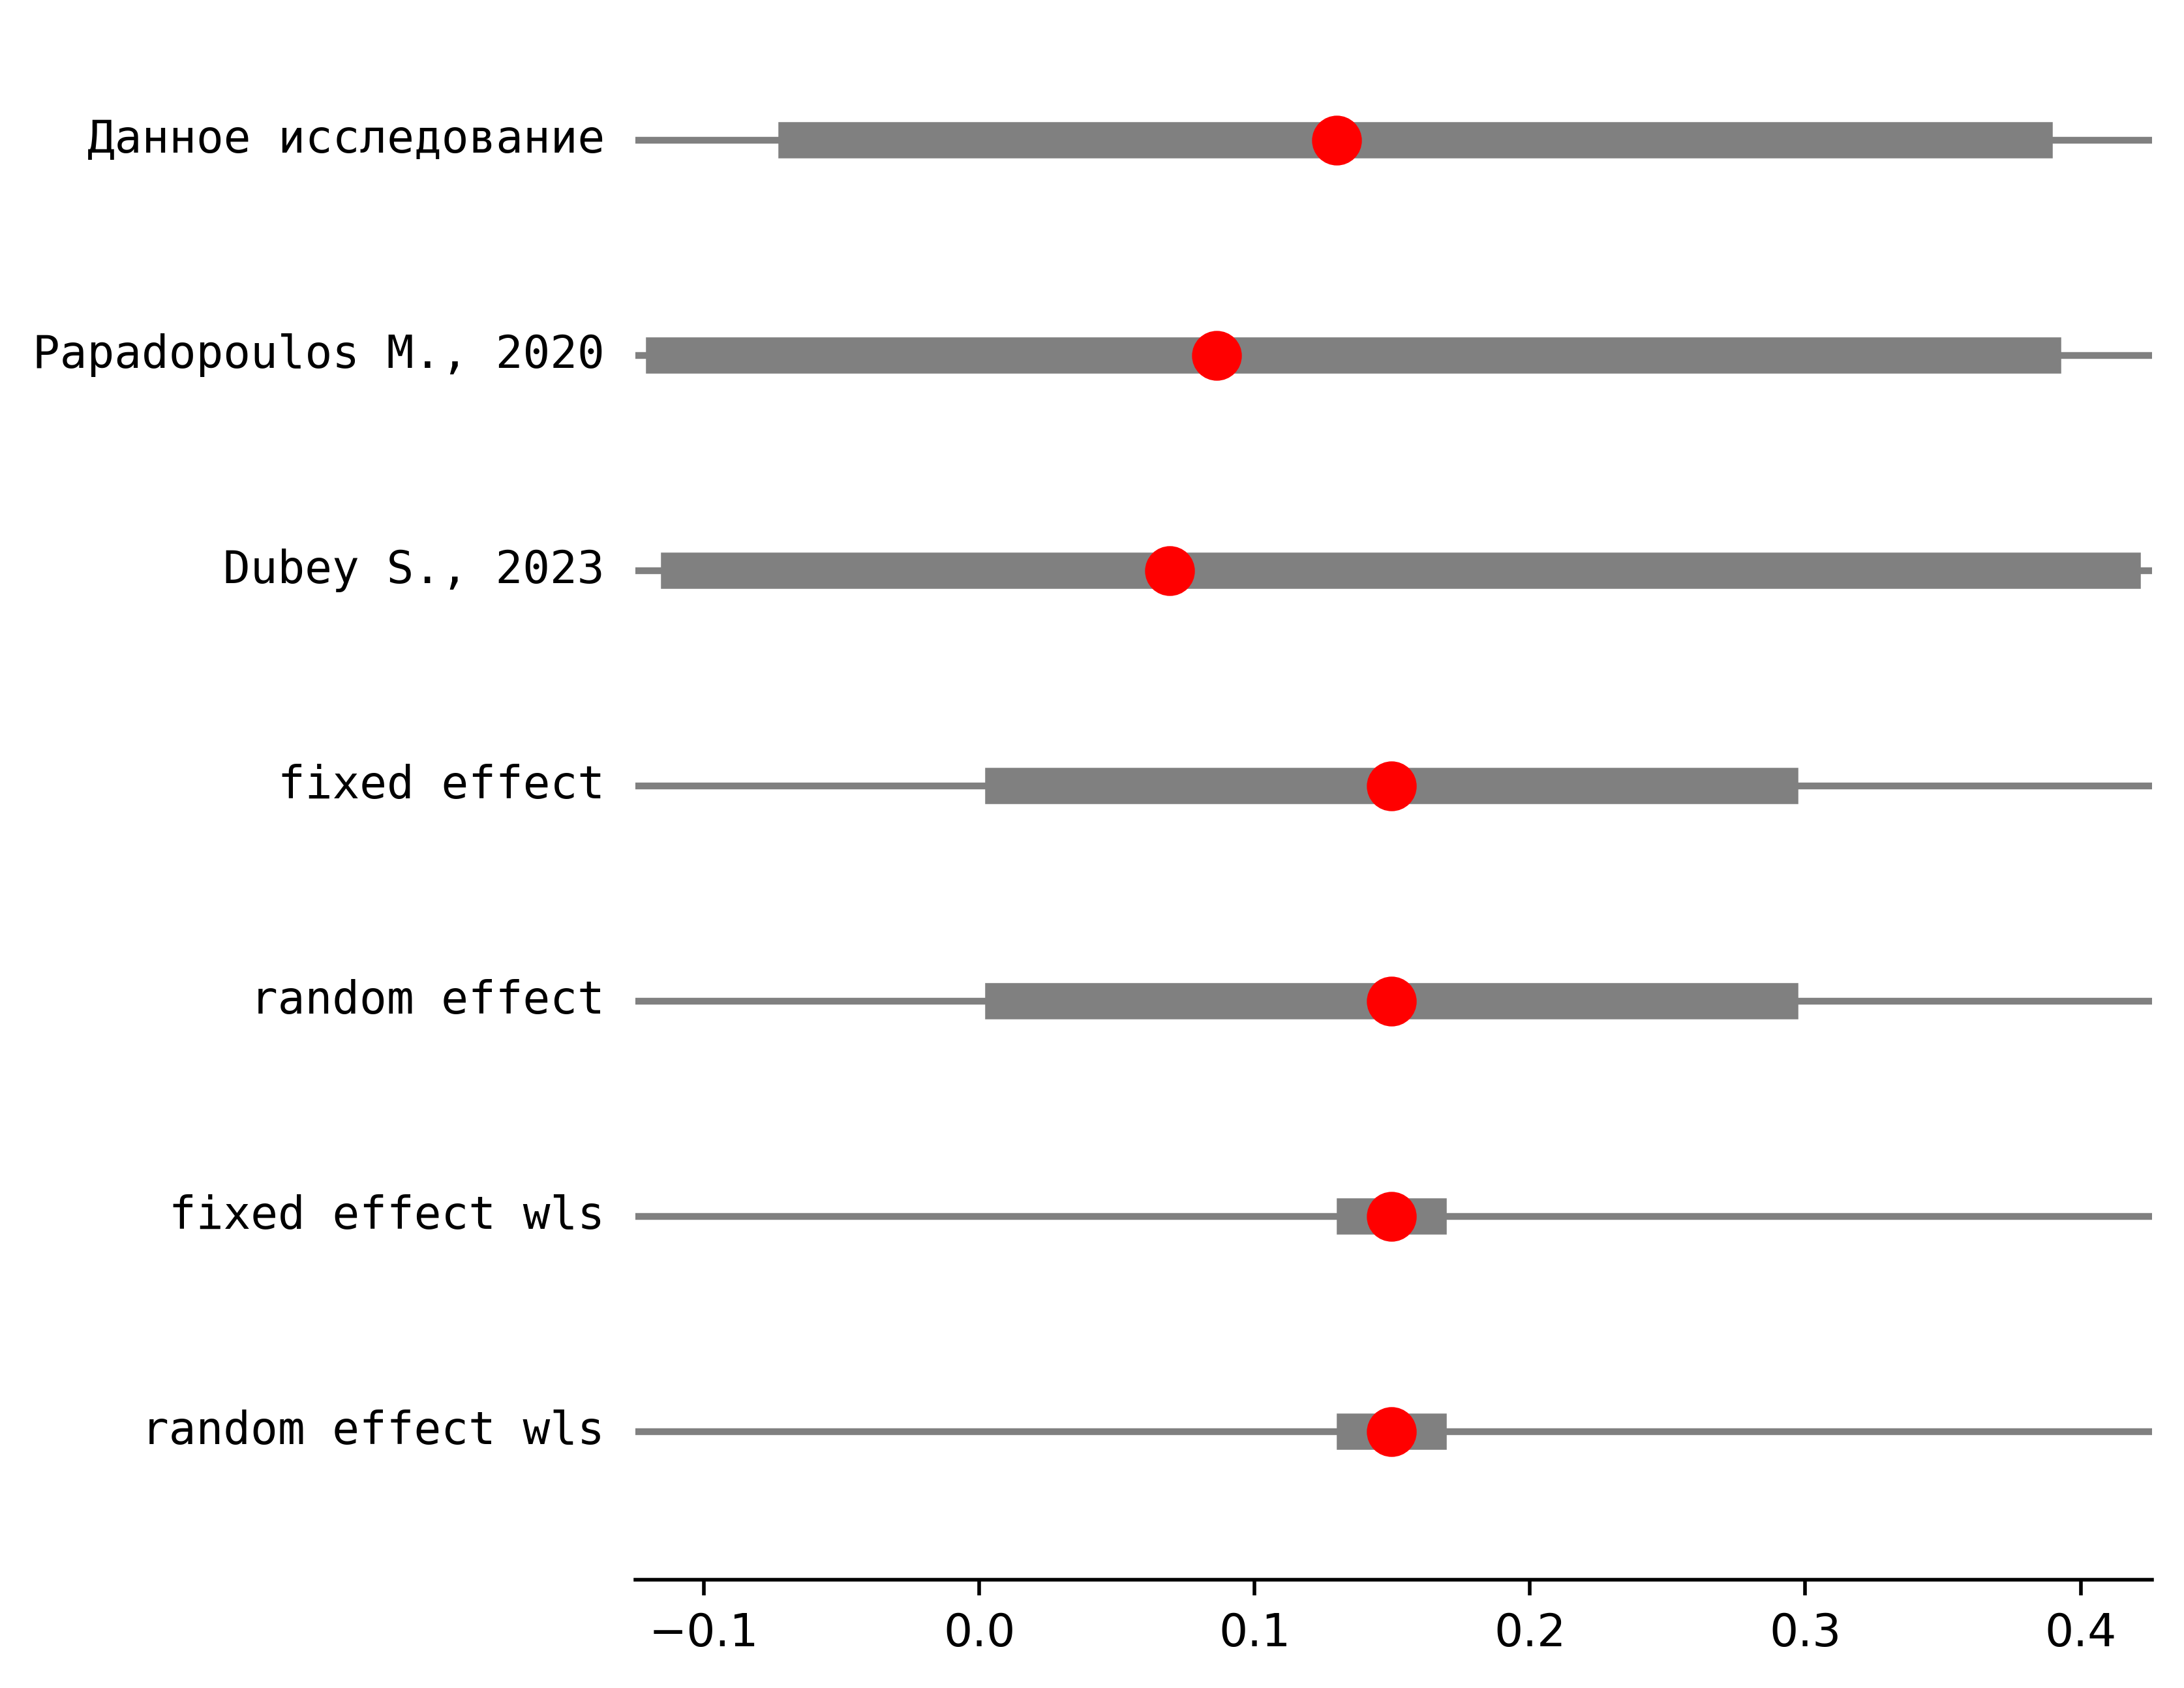 Данное исследование
Papadopoulos M., 2020
Dubey S., 2023
fixed effect
random effect
fixed effect wls
random effect wls
−0.1 0.0 0.1 0.2 0.3 0.4